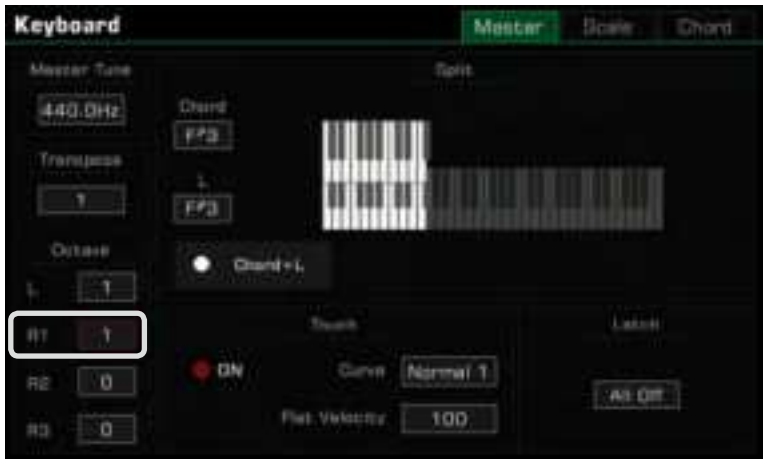 Keyboard
Master Scale Chord
Master Tune
440.0Hz
Transpose
1
Octave
L 1
R1 1
R2 0
R3 0
Split
Chord
F#3
L
F#3
Chord+L
Touch
ON
Curve Normal 1
Flat Velocity 100
Latch
All Off